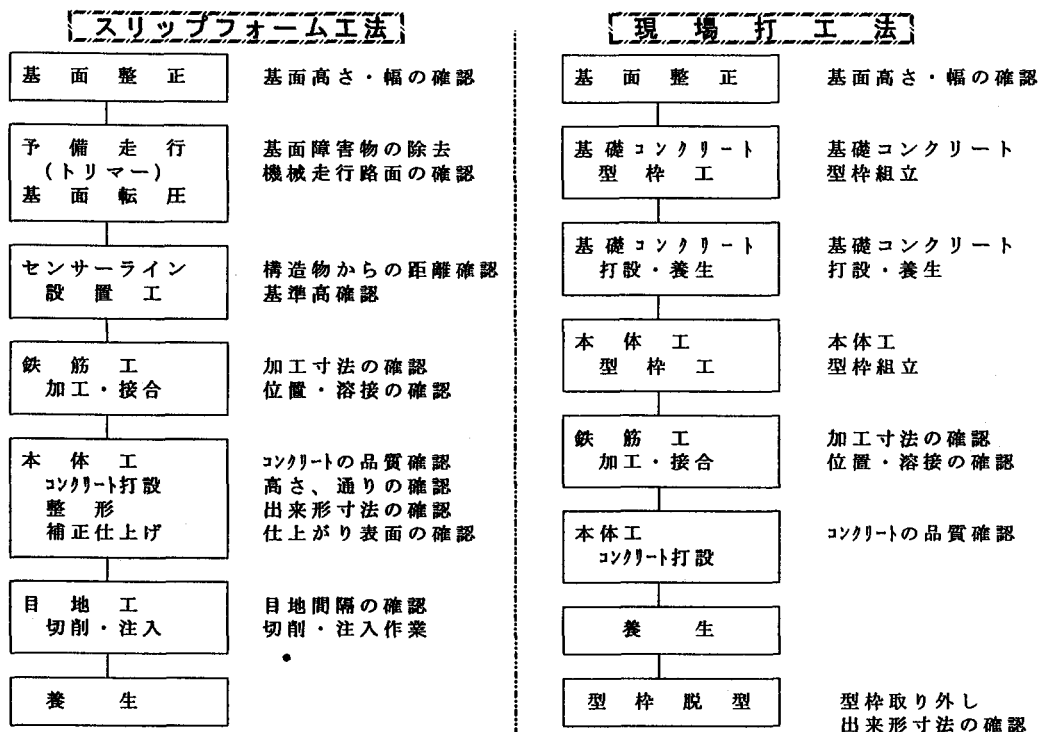 スリップフォーム工法
基面整正 基面高さ・幅の確認
予備走行 基面障害物の除去
(トリマー) 機械走行路面の確認
基面転圧
センサーライン 構造物からの距離確認
設置工 基準高確認
鉄筋工 加工寸法の確認
加工・接合 位置・溶接の確認
本体工 コンクリートの品質確認
コンクリート打設 高さ、通りの確認
整形 出来形寸法の確認
補正仕上げ 仕上がり表面の確認
目地工 目地間隔の確認
切削・注入 切削・注入作業
養生
現場打工法
基面整正 基面高さ・幅の確認
基礎コンクリート 基礎コンクリート
型枠工 型枠組立
基礎コンクリート 基礎コンクリート
打設・養生 打設・養生
本体工 本体工
型枠工 型枠組立
鉄筋工 加工寸法の確認
加工・接合 位置・溶接の確認
本体工 コンクリートの品質確認
コンクリート打設
養生
型枠脱型 型枠取り外し
出来形寸法の確認